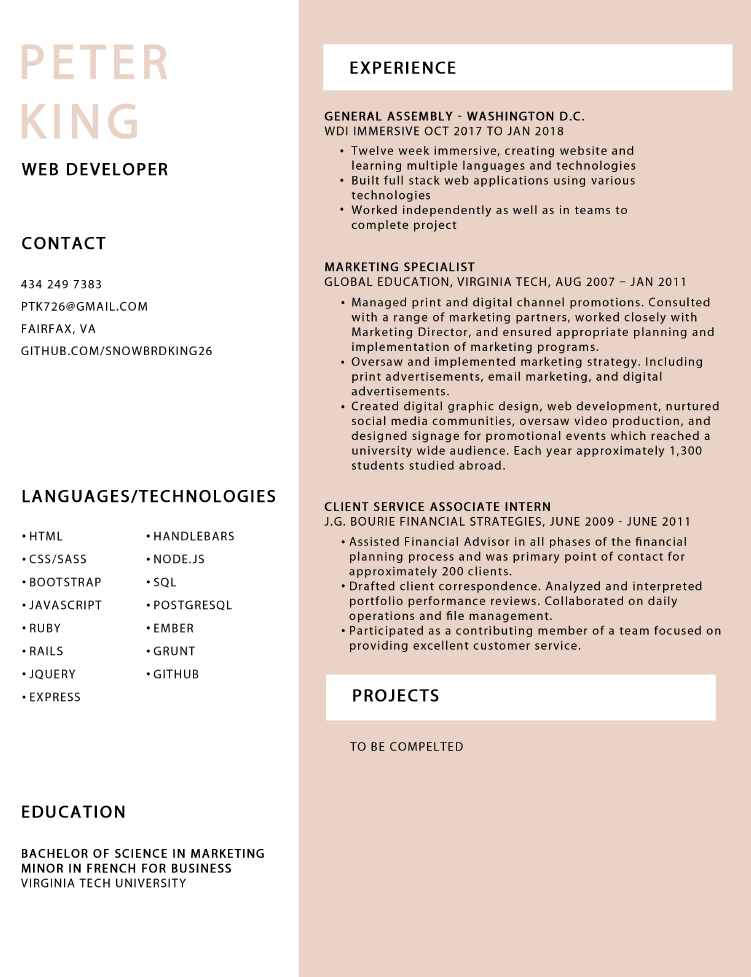 PETER
KING
WEB DEVELOPER
CONTACT
434 249 7383
PTK726@GMAIL.COM
FAIRFAX, VA
GITHUB.COM/SNOWBRDKING26
LANGUAGES/TECHNOLOGIES
• HTML
• CSS/SASS
• BOOTSTRAP
• JAVASCRIPT
• RUBY
• RAILS
• JQUERY
• EXPRESS
• HANDLEBARS
• NODE.JS
• SQL
• POSTGRESQL
• EMBER
• GRUNT
• GITHUB
EDUCATION
BACHELOR OF SCIENCE IN MARKETING
MINOR IN FRENCH FOR BUSINESS
VIRGINIA TECH UNIVERSITY
EXPERIENCE
GENERAL ASSEMBLY - WASHINGTON D.C.
WDI IMMERSIVE OCT 2017 TO JAN 2018
• Twelve week immersive, creating website and
learning multiple languages and technologies
• Built full stack web applications using various
technologies
• Worked independently as well as in teams to
complete project
MARKETING SPECIALIST
GLOBAL EDUCATION, VIRGINIA TECH, AUG 2007 – JAN 2011
• Managed print and digital channel promotions. Consulted
with a range of marketing partners, worked closely with
Marketing Director, and ensured appropriate planning and
implementation of marketing programs.
• Oversaw and implemented marketing strategy. Including
print advertisements, email marketing, and digital
advertisements.
• Created digital graphic design, web development, nurtured
social media communities, oversaw video production, and
designed signage for promotional events which reached a
university wide audience. Each year approximately 1,300
students studied abroad.
CLIENT SERVICE ASSOCIATE INTERN
J.G. BOURIE FINANCIAL STRATEGIES, JUNE 2009 - JUNE 2011
• Assisted Financial Advisor in all phases of the financial
planning process and was primary point of contact for
approximately 200 clients.
• Drafted client correspondence. Analyzed and interpreted
portfolio performance reviews. Collaborated on daily
operations and file management.
• Participated as a contributing member of a team focused on
providing excellent customer service.
PROJECTS
TO BE COMPELTED